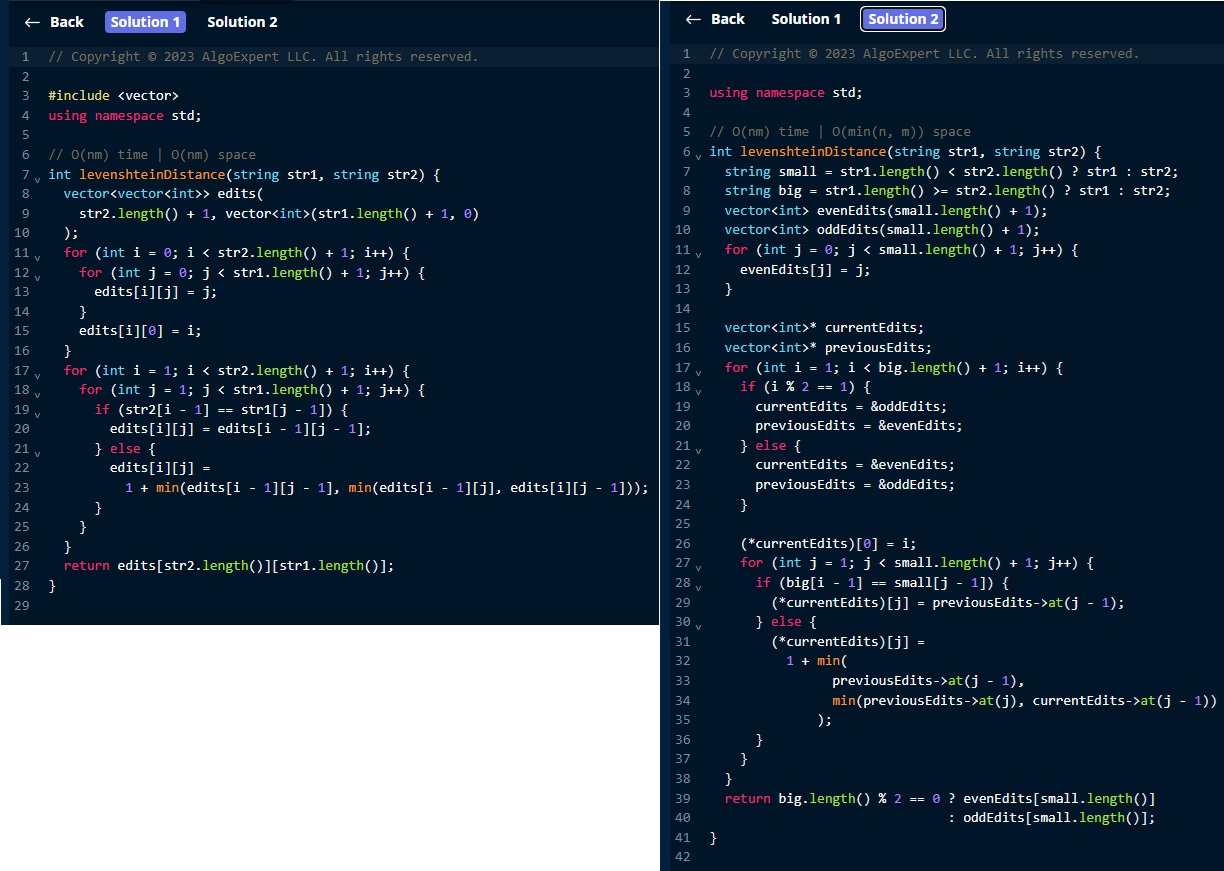 ← Back Solution 1 Solution 2
1 // Copyright © 2023 AlgoExpert LLC. All rights reserved.
2
3 #include <vector>
4 using namespace std;
5
6 // O(nm) time | O(nm) space
7 int levenshteinDistance(string str1, string str2) {
8   vector<vector<int>> edits(
9     str2.length() + 1, vector<int>(str1.length() + 1, 0)
10   );
11   for (int i = 0; i < str2.length() + 1; i++) {
12     for (int j = 0; j < str1.length() + 1; j++) {
13       edits[i][j] = j;
14     }
15     edits[i][0] = i;
16   }
17   for (int i = 1; i < str2.length() + 1; i++) {
18     for (int j = 1; j < str1.length() + 1; j++) {
19       if (str2[i - 1] == str1[j - 1]) {
20         edits[i][j] = edits[i - 1][j - 1];
21       } else {
22         edits[i][j] =
23           1 + min(edits[i - 1][j - 1], min(edits[i - 1][j], edits[i][j - 1]));
24       }
25     }
26   }
27   return edits[str2.length()][str1.length()];
28 }
29
← Back Solution 1 Solution 2
1 // Copyright © 2023 AlgoExpert LLC. All rights reserved.
2
3 using namespace std;
4
5 // O(nm) time | O(min(n, m)) space
6 int levenshteinDistance(string str1, string str2) {
7   string small = str1.length() < str2.length() ? str1 : str2;
8   string big = str1.length() >= str2.length() ? str1 : str2;
9   vector<int> evenEdits(small.length() + 1);
10   vector<int> oddEdits(small.length() + 1);
11   for (int j = 0; j < small.length() + 1; j++) {
12     evenEdits[j] = j;
13   }
14
15   vector<int>* currentEdits;
16   vector<int>* previousEdits;
17   for (int i = 1; i < big.length() + 1; i++) {
18     if (i % 2 == 1) {
19       currentEdits = &oddEdits;
20       previousEdits = &evenEdits;
21     } else {
22       currentEdits = &evenEdits;
23       previousEdits = &oddEdits;
24     }
25
26     (*currentEdits)[0] = i;
27     for (int j = 1; j < small.length() + 1; j++) {
28       if (big[i - 1] == small[j - 1]) {
29         (*currentEdits)[j] = previousEdits->at(j - 1);
30       } else {
31         (*currentEdits)[j] =
32           1 + min(
33                 previousEdits->at(j - 1),
34                 min(previousEdits->at(j), currentEdits->at(j - 1))
35               );
36       }
37     }
38   }
39   return big.length() % 2 == 0 ? evenEdits[small.length()]
40                                : oddEdits[small.length()];
41 }
42